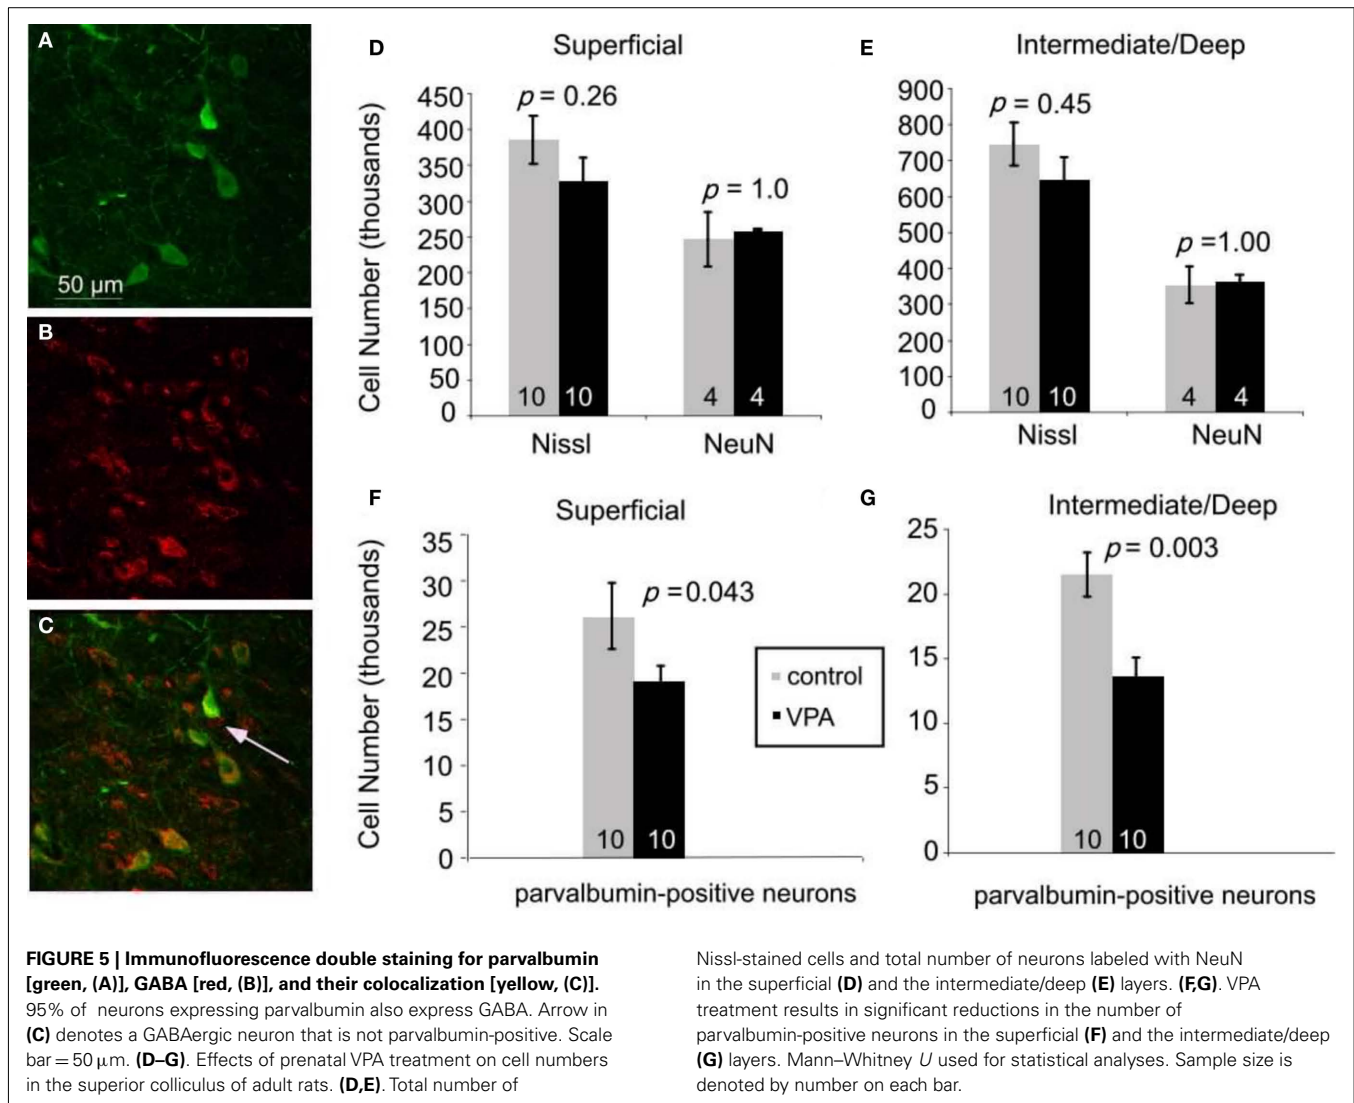 A
50 µm
B
C
D
Superficial
Cell Number (thousands)
450
400
350
300
250
200
150
100
50
0
p = 0.26
p = 1.0
10
10
4
4
Nissl
NeuN
E
Intermediate/Deep
900
800
700
600
500
400
300
200
100
0
p = 0.45
p =1.00
10
10
4
4
Nissl
NeuN
F
Superficial
Cell Number (thousands)
35
30
25
20
15
10
5
0
p =0.043
10
10
parvalbumin-positive neurons
control
VPA
G
Intermediate/Deep
25
20
15
10
5
0
p= 0.003
10
10
parvalbumin-positive neurons
FIGURE 5 | Immunofluorescence double staining for parvalbumin
[green, (A)], GABA [red, (B)], and their colocalization [yellow, (C)].
95% of neurons expressing parvalbumin also express GABA. Arrow in
(C) denotes a GABAergic neuron that is not parvalbumin-positive. Scale
bar = 50 µm. (D–G). Effects of prenatal VPA treatment on cell numbers
in the superior colliculus of adult rats. (D,E). Total number of
Nissl-stained cells and total number of neurons labeled with NeuN
in the superficial (D) and the intermediate/deep (E) layers. (F,G). VPA
treatment results in significant reductions in the number of
parvalbumin-positive neurons in the superficial (F) and the intermediate/deep
(G) layers. Mann–Whitney U used for statistical analyses. Sample size is
denoted by number on each bar.